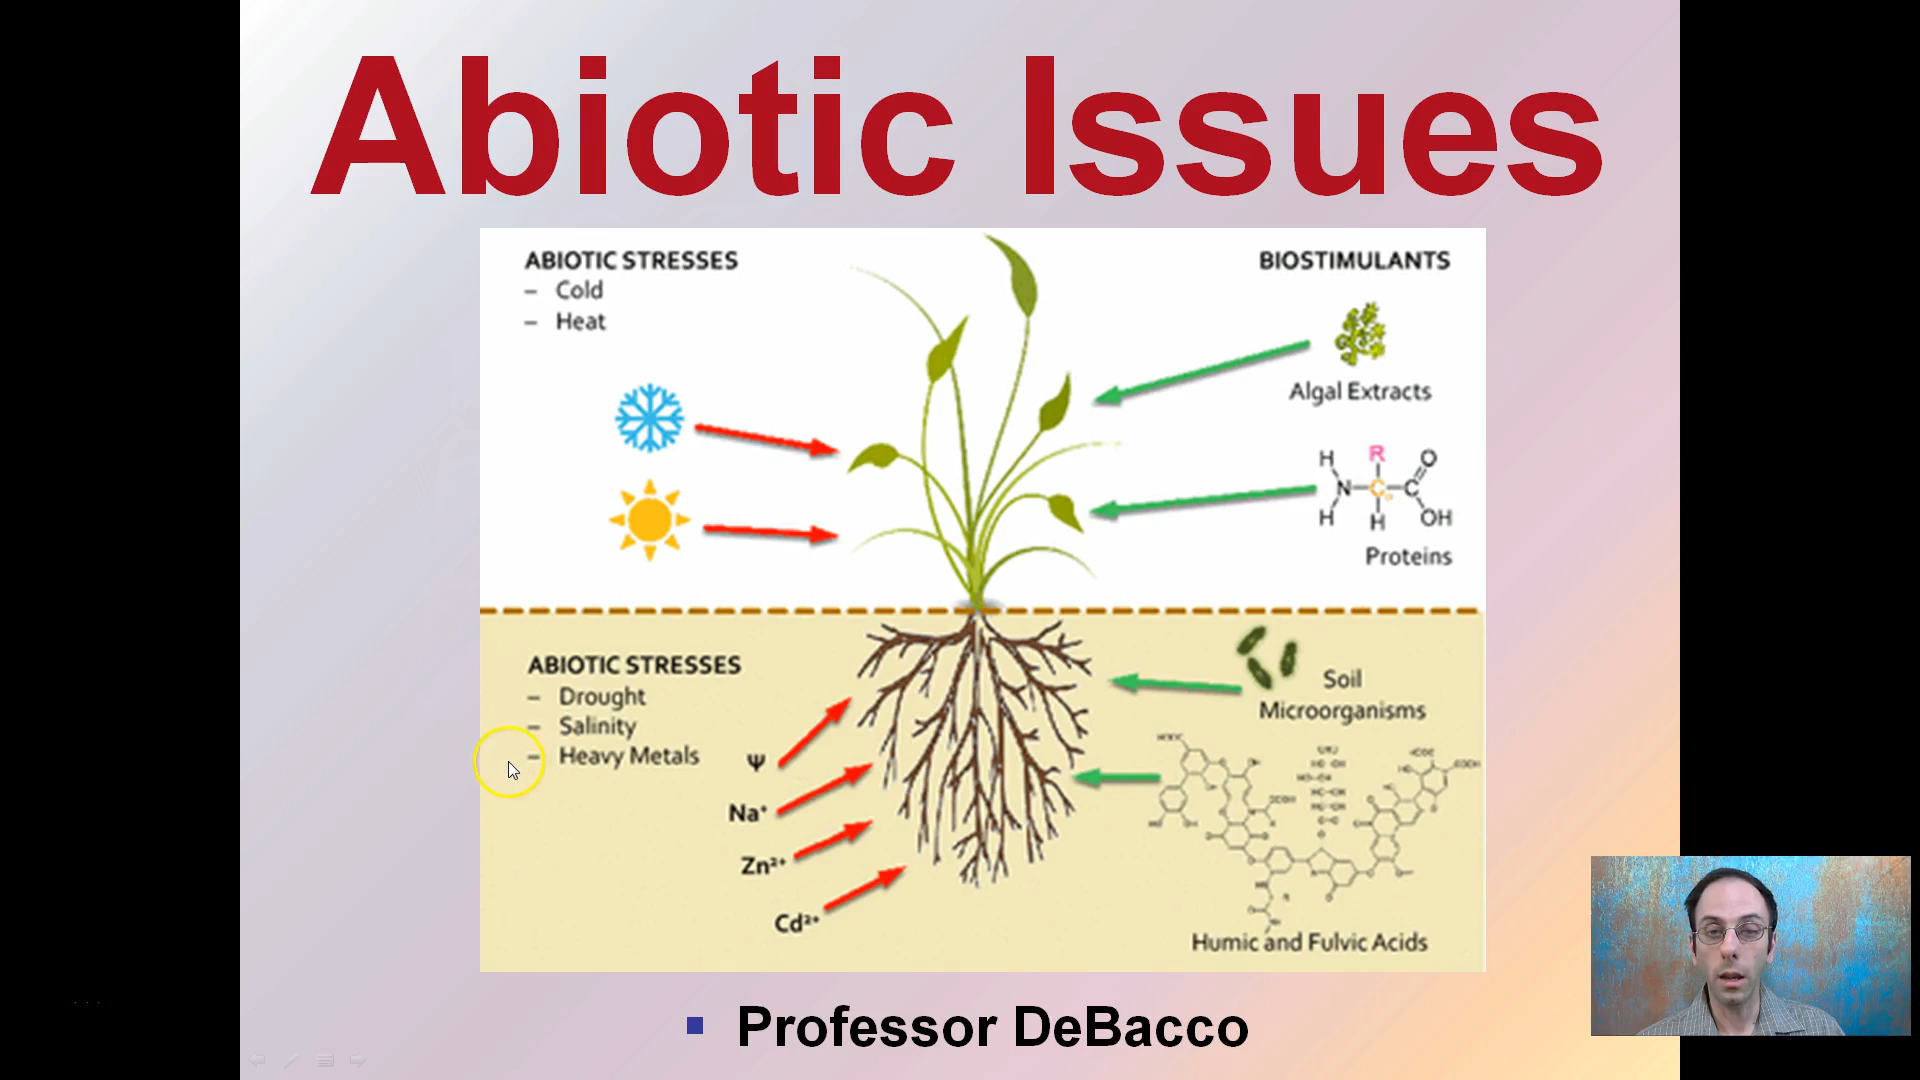 Abiotic Issues
ABIOTIC STRESSES
– Cold
– Heat
BIOSTIMULANTS
Algal Extracts
H R O
N C C
H H OH
Proteins
ABIOTIC STRESSES
– Drought
– Salinity
– Heavy Metals
Ψ
Na⁺
Zn²⁺
Cd²⁺
Soil
Microorganisms
Humic and Fulvic Acids
▪ Professor DeBacco